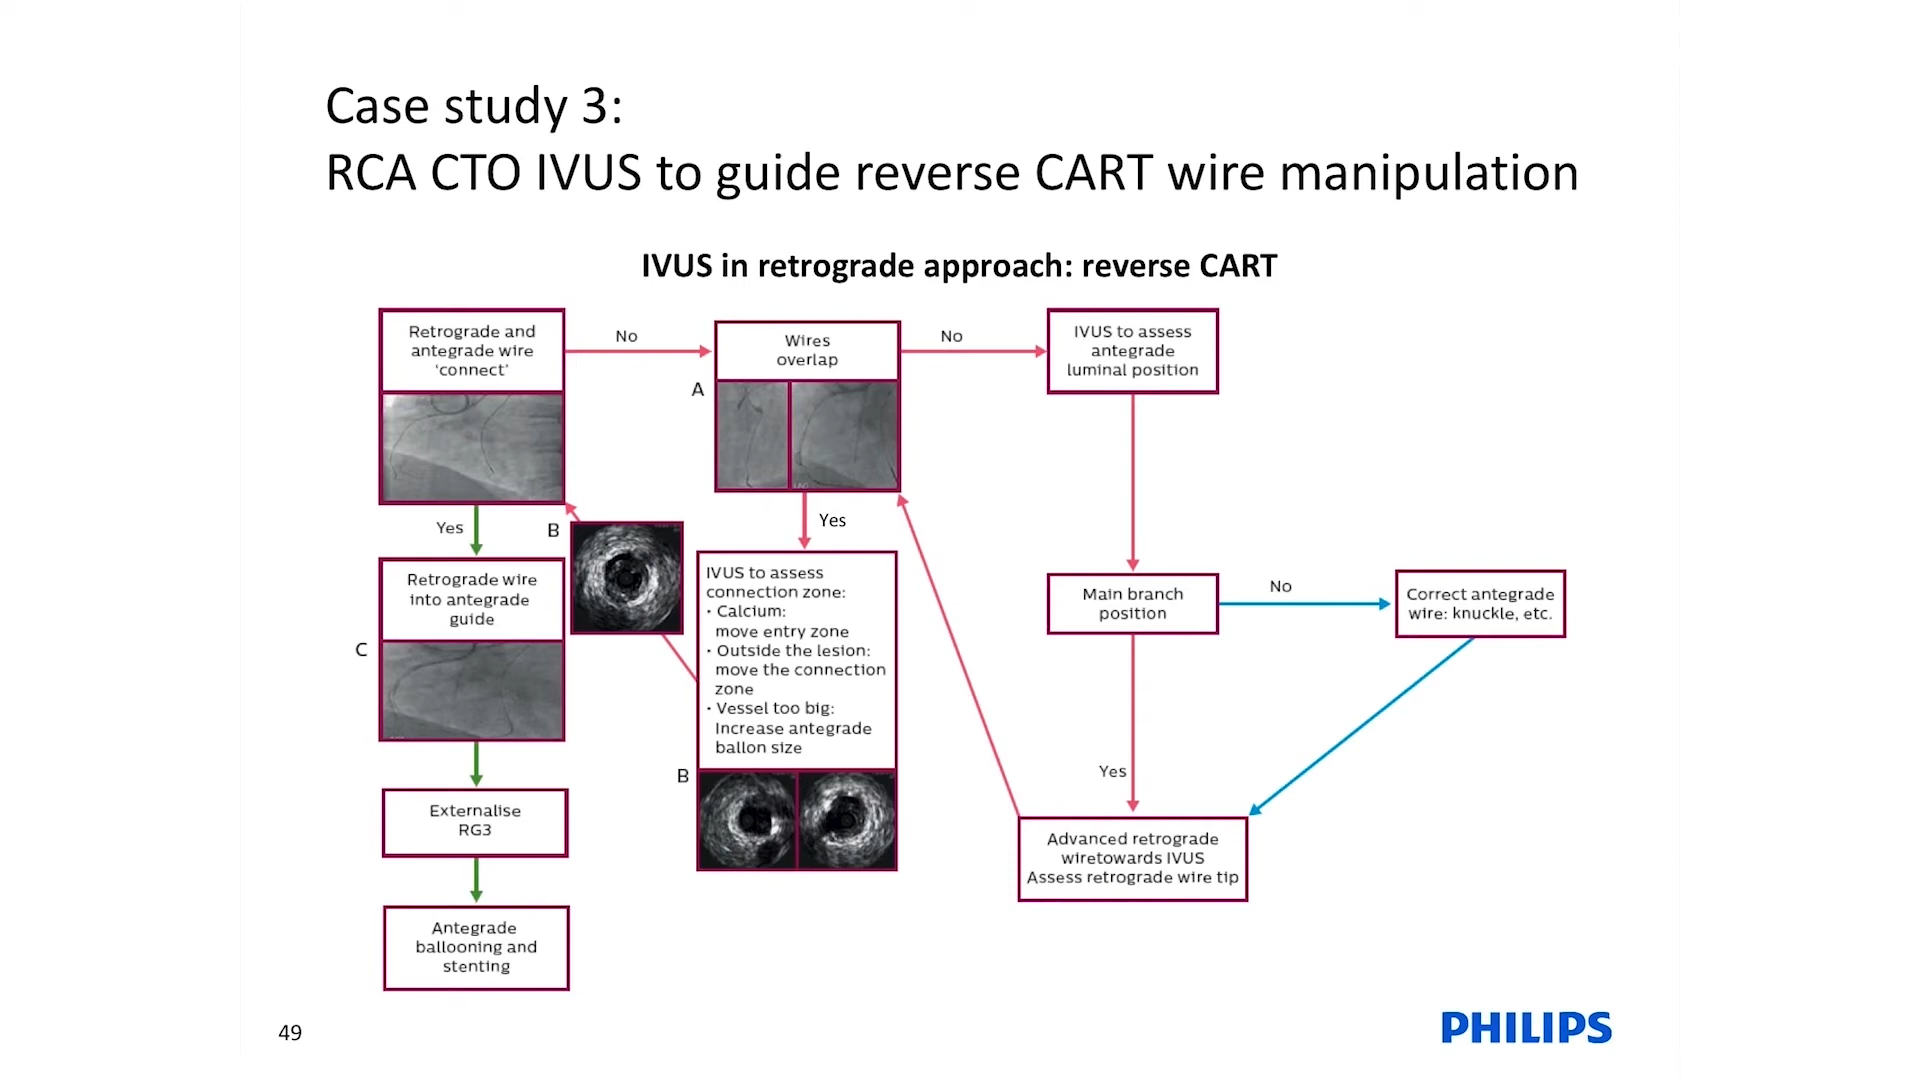 Case study 3:
RCA CTO IVUS to guide reverse CART wire manipulation
IVUS in retrograde approach: reverse CART
Retrograde and
antegrade wire
‘connect’
No
Wires
overlap
No
IVUS to assess
antegrade
luminal position
A
Yes
B
Yes
Retrograde wire
into antegrade
guide
C
IVUS to assess
connection zone:
· Calcium:
move entry zone
· Outside the lesion:
move the connection
zone
· Vessel too big:
Increase antegrade
ballon size
B
Main branch
position
No
Correct antegrade
wire: knuckle, etc.
Yes
Externalise
RG3
Advanced retrograde
wiretowards IVUS
Assess retrograde wire tip
Antegrade
ballooning and
stenting
49
PHILIPS